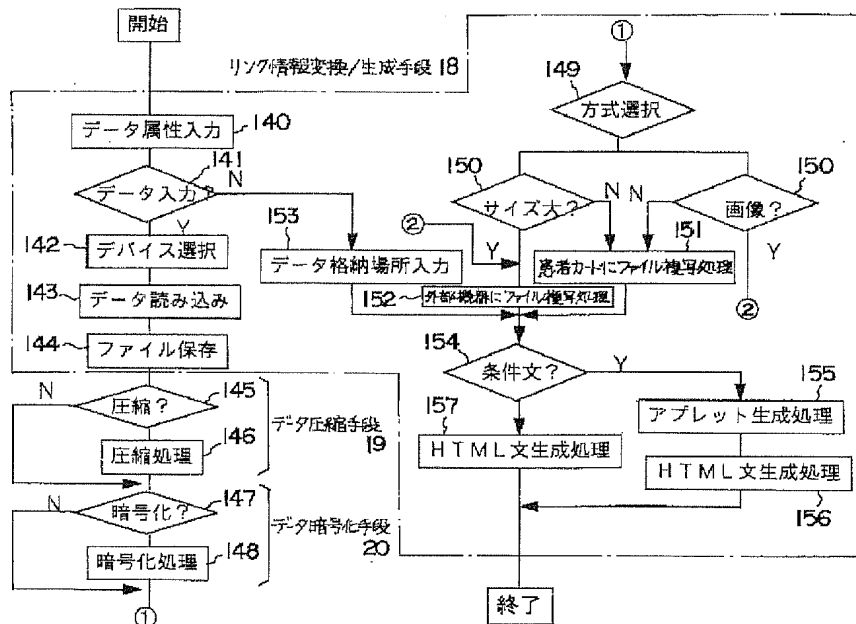 開始
リンク情報変換/生成手段 18
データ属性入力
140
データ入力?
141
N
Y
142
デバイス選択
143
データ読み込み
144
ファイル保存
N
圧縮?
145
圧縮処理
146
データ圧縮手段
19
N
暗号化?
147
暗号化処理
148
データ暗号化手段
20
①
①
149
方式選択
150
サイズ大?
N
N
画像?
150
②
Y
153
データ格納場所入力
患者カードにファイル複写処理
151
Y
②
152
外部機器にファイル複写処理
154
条件文?
Y
155
アプレット生成処理
157
HTML文生成処理
HTML文生成処理
156
終了